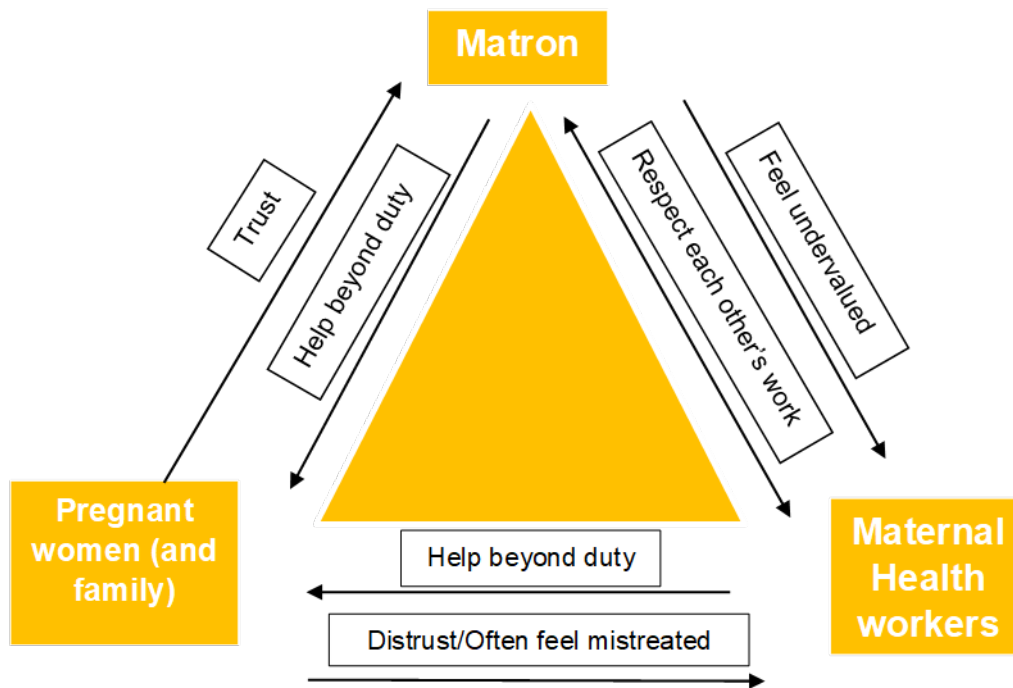 Matron
Trust
Help beyond duty
Respect each other's work
Feel undervalued
Pregnant
women (and
family)
Maternal
Health
workers
Help beyond duty
Distrust/Often feel mistreated